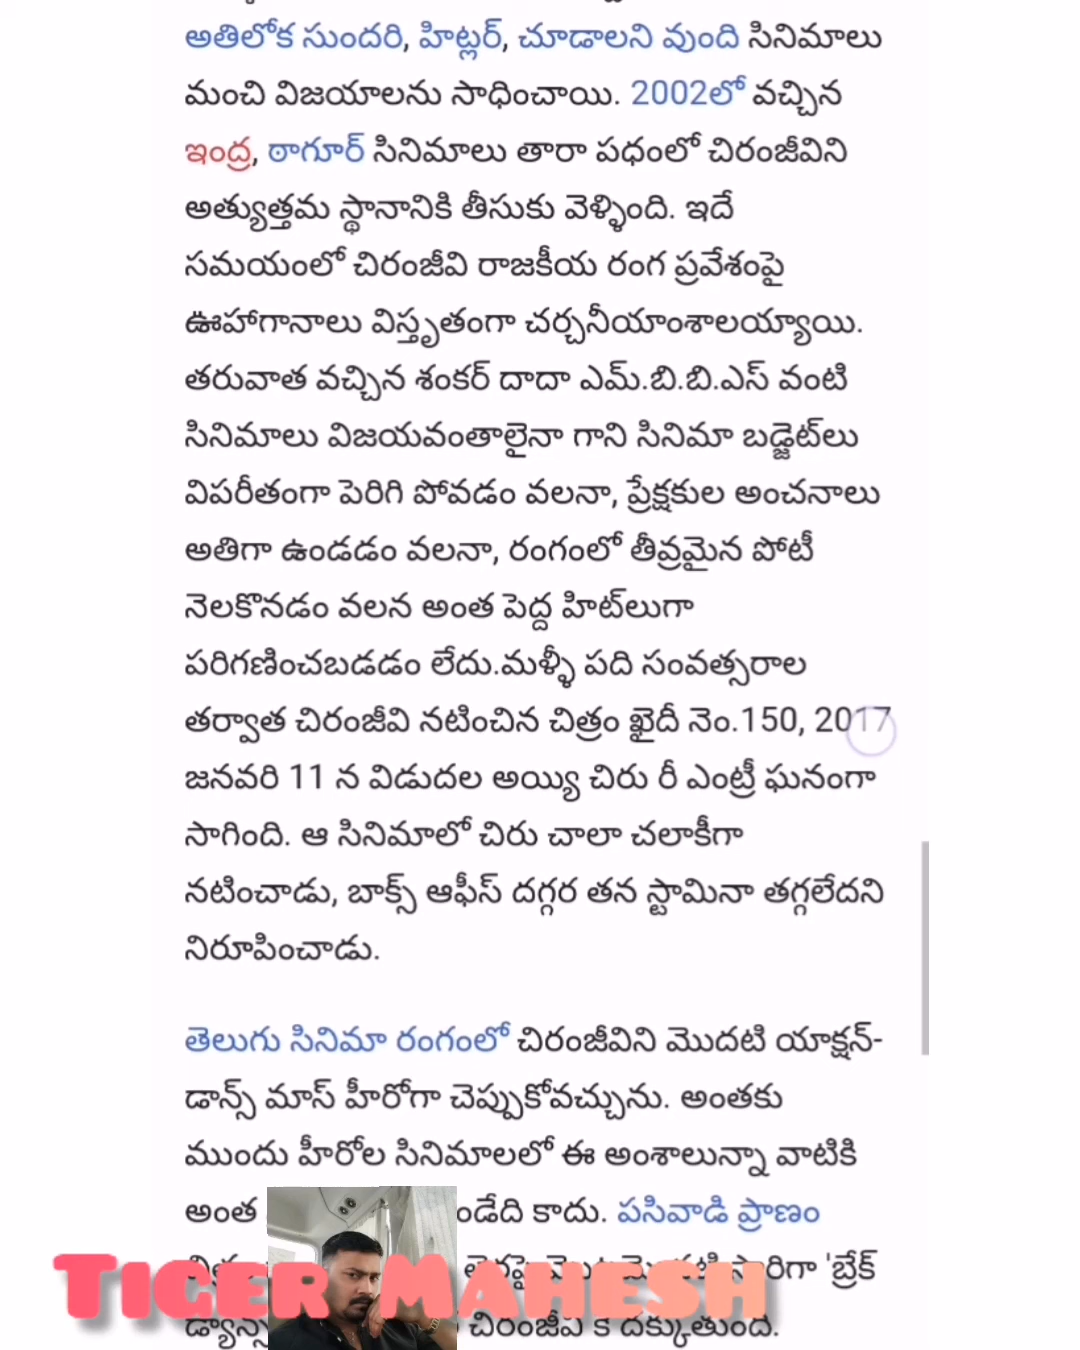 అతిలోక సుందరి, హిట్లర్, చూడాలని వుంది సినిమాలు
మంచి విజయాలను సాధించాయి. 2002లో వచ్చిన
ఇంద్ర, ఠాగూర్ సినిమాలు తారా పధంలో చిరంజీవిని
అత్యుత్తమ స్థానానికి తీసుకు వెళ్ళింది. ఇదే
సమయంలో చిరంజీవి రాజకీయ రంగ ప్రవేశంపై
ఊహాగానాలు విస్తృతంగా చర్చనీయాంశాలయ్యాయి.
తరువాత వచ్చిన శంకర్ దాదా ఎమ్.బి.బి.ఎస్ వంటి
సినిమాలు విజయవంతాలైనా గాని సినిమా బడ్జెట్‌లు
విపరీతంగా పెరిగి పోవడం వలనా, ప్రేక్షకుల అంచనాలు
అతిగా ఉండడం వలనా, రంగంలో తీవ్రమైన పోటీ
నెలకొనడం వలన అంత పెద్ద హిట్‌లుగా
పరిగణించబడడం లేదు.మళ్ళీ పది సంవత్సరాల
తర్వాత చిరంజీవి నటించిన చిత్రం ఖైదీ నెం.150, 2017
జనవరి 11 న విడుదల అయ్యి చిరు రీ ఎంట్రీ ఘనంగా
సాగింది. ఆ సినిమాలో చిరు చాలా చలాకీగా
నటించాడు, బాక్స్ ఆఫీస్ దగ్గర తన స్టామినా తగ్గలేదని
నిరూపించాడు.
తెలుగు సినిమా రంగంలో చిరంజీవిని మొదటి యాక్షన్-
డాన్స్ మాస్ హీరోగా చెప్పుకోవచ్చును. అంతకు
ముందు హీరోల సినిమాలలో ఈ అంశాలున్నా వాటికి
అంత ండేది కాదు. పసివాడి ప్రాణం
'బ్రేక్
TIGER MAHESH
చిరంజీవి కే దక్కుతుంది.